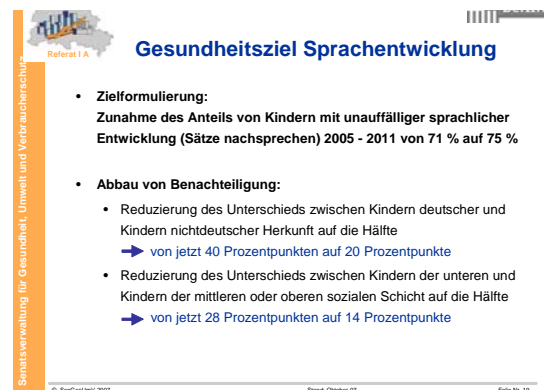 Referat I A
Gesundheitsziel Sprachentwicklung
Senatsverwaltung für Gesundheit, Umwelt und Verbraucherschutz
• Zielformulierung:
Zunahme des Anteils von Kindern mit unauffälliger sprachlicher
Entwicklung (Sätze nachsprechen) 2005 - 2011 von 71 % auf 75 %
• Abbau von Benachteiligung:
• Reduzierung des Unterschieds zwischen Kindern deutscher und
Kindern nichtdeutscher Herkunft auf die Hälfte
von jetzt 40 Prozentpunkten auf 20 Prozentpunkte
• Reduzierung des Unterschieds zwischen Kindern der unteren und
Kindern der mittleren oder oberen sozialen Schicht auf die Hälfte
von jetzt 28 Prozentpunkten auf 14 Prozentpunkte